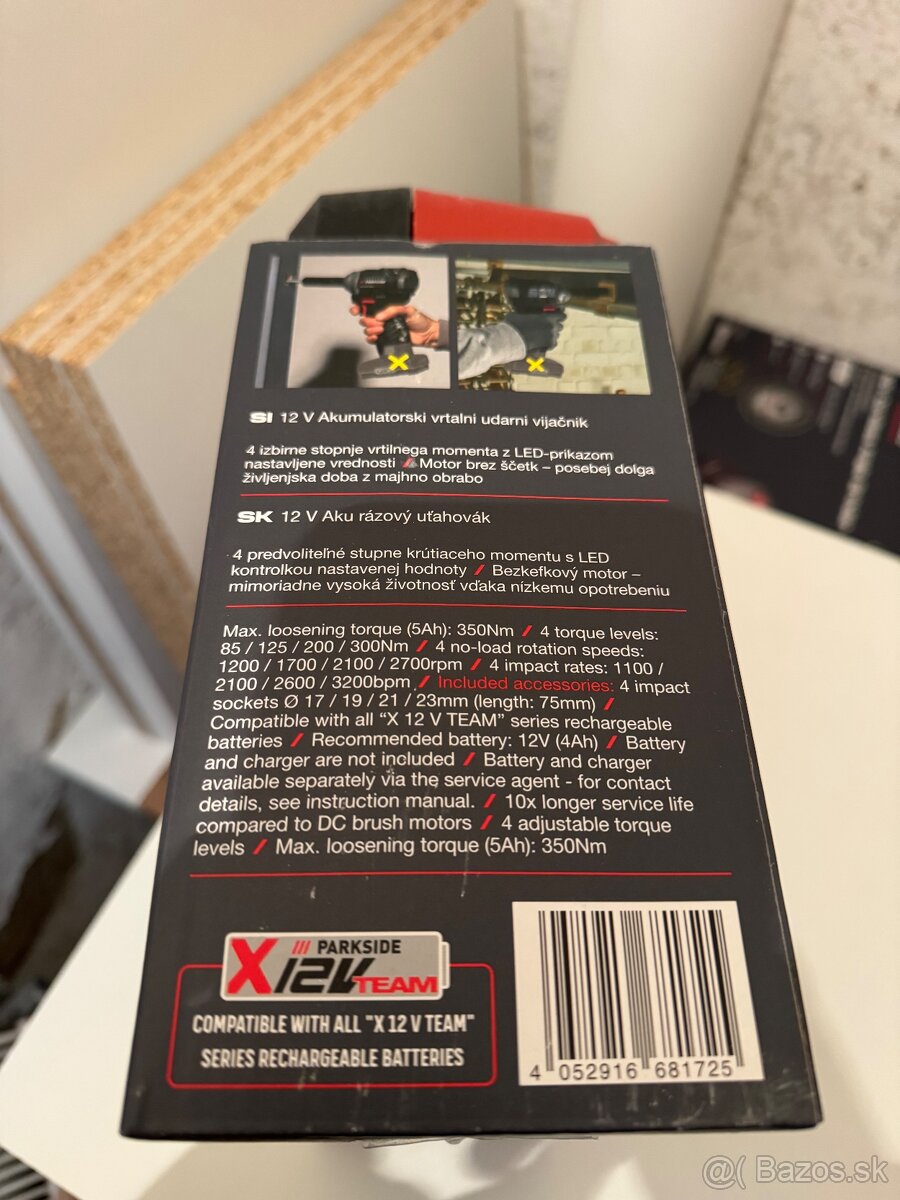 SI 12 V Akumulatorski vrtalni udarni vijačnik
4 izbirne stopnje vrtilnega momenta z LED-prikazom
nastavljene vrednosti // Motor brez ščetk – posebej dolga
življenjska doba z majhno obrabo
SK 12 V Aku rázový uťahovák
4 predvoliteľné stupne krútiaceho momentu s LED
kontrolkou nastavenej hodnoty // Bezkefkový motor –
mimoriadne vysoká životnosť vďaka nízkemu opotrebeniu
Max. loosening torque (5Ah): 350Nm // 4 torque levels:
85 / 125 / 200 / 300Nm // 4 no-load rotation speeds:
1200 / 1700 / 2100 / 2700rpm // 4 impact rates: 1100 /
2100 / 2600 / 3200bpm // Included accessories: 4 impact
sockets Ø 17 / 19 / 21 / 23mm (length: 75mm) //
Compatible with all “X 12 V TEAM” series rechargeable
batteries // Recommended battery: 12V (4Ah) // Battery
and charger are not included // Battery and charger
available separately via the service agent - for contact
details, see instruction manual. // 10x longer service life
compared to DC brush motors // 4 adjustable torque
levels // Max. loosening torque (5Ah): 350Nm
/// PARKSIDE
X12V TEAM
COMPATIBLE WITH ALL "X 12 V TEAM"
SERIES RECHARGEABLE BATTERIES
4 052916 681725
@( Bazos.sk